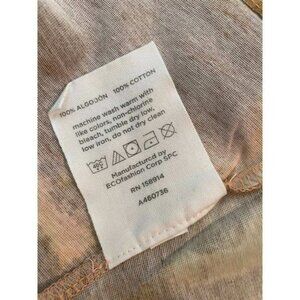 100% ALGODÓN 100% COTTON
machine wash warm with
like colors, non-chlorine
bleach, tumble dry low,
low iron, do not dry clean
Manufactured by
ECOfashion Corp SPC
RN 158914
A460736